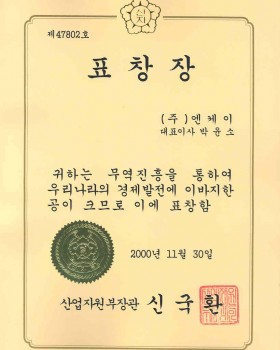 제47802호
표창장
(주)엔케이
대표이사 박윤소
귀하는 무역진흥을 통하여
우리나라의 경제발전에 이바지한
공이 크므로 이에 표창함
2000년 11월 30일
산업자원부장관 신국환